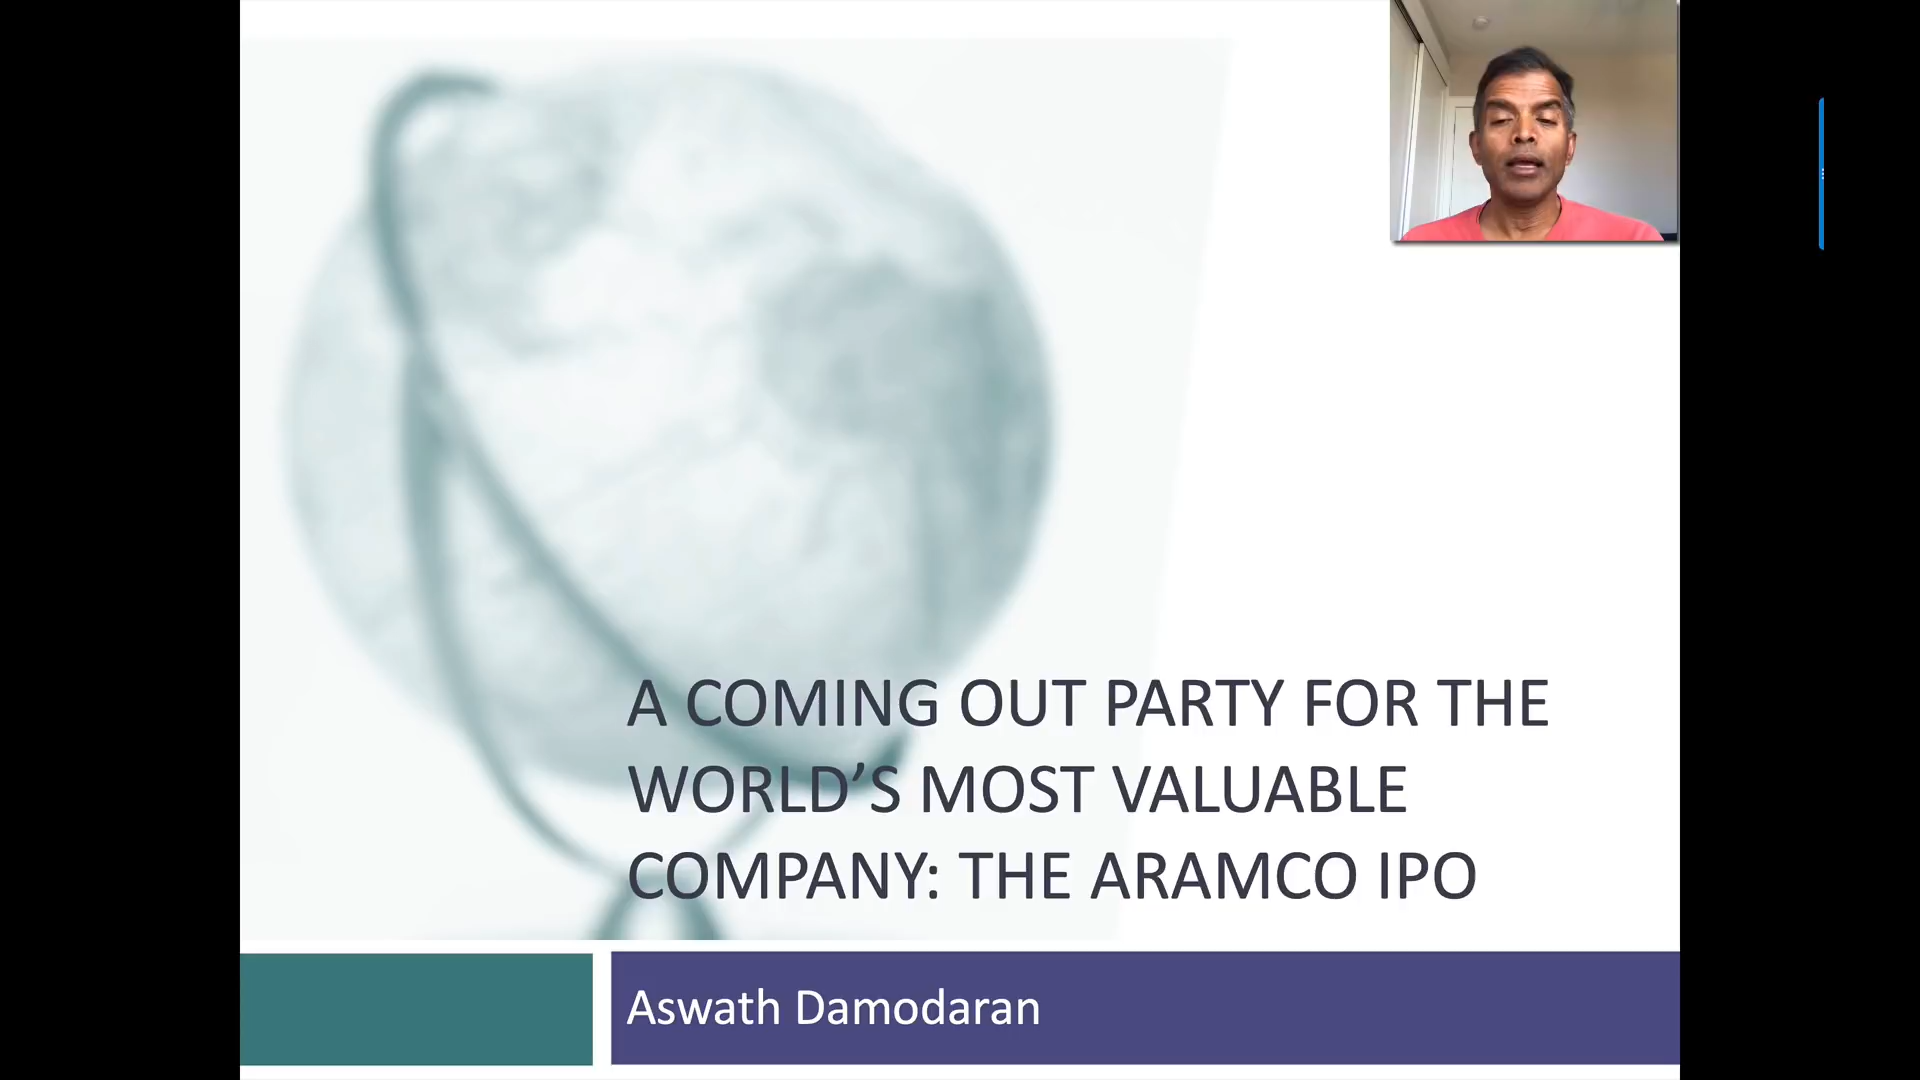 A COMING OUT PARTY FOR THE
WORLD’S MOST VALUABLE
COMPANY: THE ARAMCO IPO
Aswath Damodaran